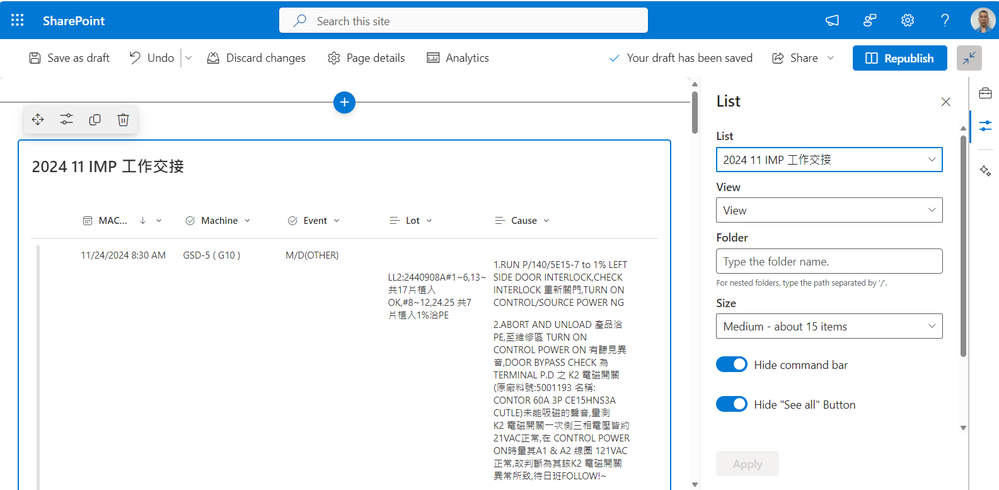 SharePoint
Search this site
?
Save as draft
Undo
Discard changes
Page details
Analytics
Your draft has been saved
Share
Republish
2024 11 IMP 工作交接
MAC...
Machine
Event
Lot
Cause
11/24/2024 8:30 AM
GSD-5 ( G10 )
M/D(OTHER)
LL2:2440908A#1~6,13~
共17片植入
OK,#8~12,24.25 共7
片植入1%洽PE
1.RUN P/140/5E15-7 to 1% LEFT
SIDE DOOR INTERLOCK,CHECK
INTERLOCK 重新關門,TURN ON
CONTROL/SOURCE POWER NG
2.ABORT AND UNLOAD 產品洽
PE,至維修區 TURN ON
CONTROL POWER ON 有聽見異
音,DOOR BYPASS CHECK 為
TERMINAL P.D 之 K2 電磁開關
(原廠料號:5001193 名稱:
CONTOR 60A 3P CE15HNS3A
CUTLE)未能吸磁的聲音,量測
K2 電磁開關一次側三相電壓皆約
21VAC正常,在 CONTROL POWER
ON時量其A1 & A2 線圈 121VAC
正常,故判斷為其該K2 電磁開關
異常所致,待日班FOLLOW!~
List
List
2024 11 IMP 工作交接
View
View
Folder
Type the folder name.
For nested folders, type the path separated by '/'.
Size
Medium - about 15 items
Hide command bar
Hide "See all" Button
Apply